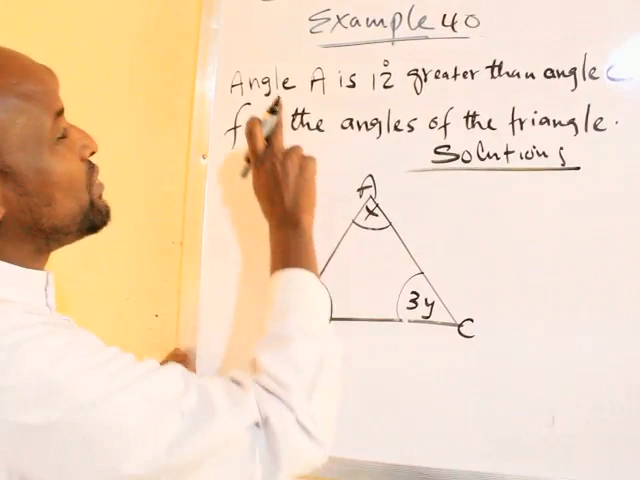 Example 40
Angle A is 12° greater than angle C
the angles of the triangle.
Solutions
A
x
3y
C